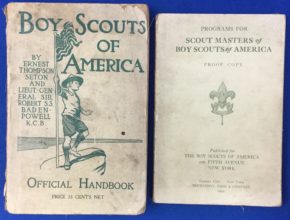 BOY SCOUTS
OF
AMERICA
BY
ERNEST
THOMPSON
SETON
AND
LIEUT-GEN-
ERAL SIR
ROBERT S.S.
BADEN-
POWELL
K.C.B.
OFFICIAL HANDBOOK
PRICE 25 CENTS NET
PROGRAMS FOR
SCOUT MASTERS of
BOY SCOUTS of AMERICA
PROOF COPY
Published for
THE BOY SCOUTS OF AMERICA
FIFTH AVENUE
NEW YORK